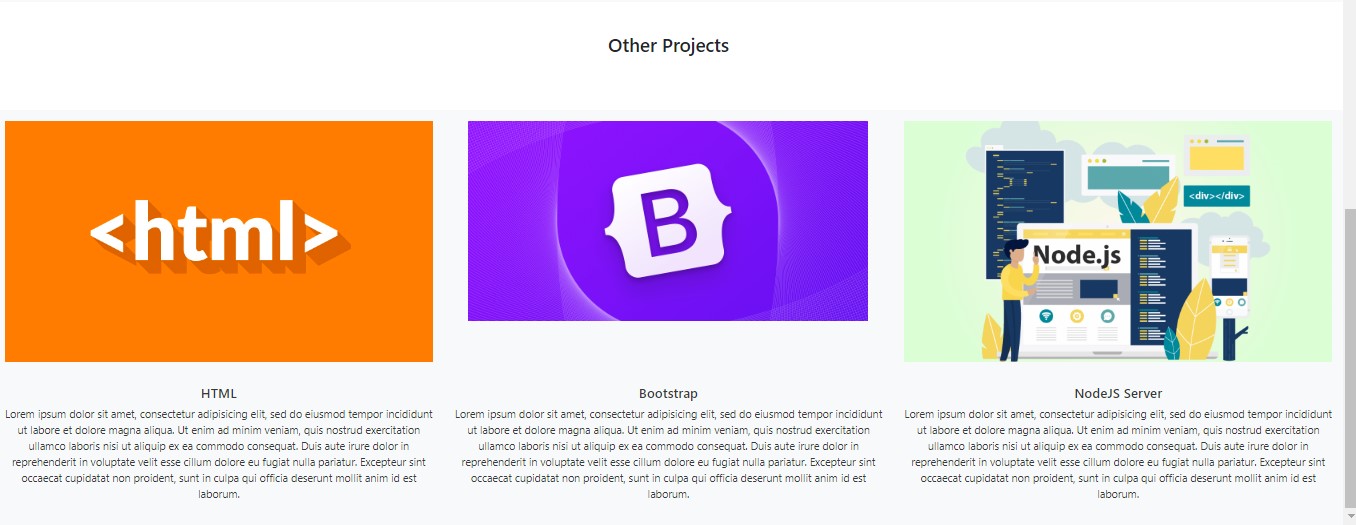 Other Projects
<html>
B
<div></div>
Node.js
HTML
Lorem ipsum dolor sit amet, consectetur adipisicing elit, sed do eiusmod tempor incididunt
ut labore et dolore magna aliqua. Ut enim ad minim veniam, quis nostrud exercitation
ullamco laboris nisi ut aliquip ex ea commodo consequat. Duis aute irure dolor in
reprehenderit in voluptate velit esse cillum dolore eu fugiat nulla pariatur. Excepteur sint
occaecat cupidatat non proident, sunt in culpa qui officia deserunt mollit anim id est
laborum.
Bootstrap
Lorem ipsum dolor sit amet, consectetur adipisicing elit, sed do eiusmod tempor incididunt
ut labore et dolore magna aliqua. Ut enim ad minim veniam, quis nostrud exercitation
ullamco laboris nisi ut aliquip ex ea commodo consequat. Duis aute irure dolor in
reprehenderit in voluptate velit esse cillum dolore eu fugiat nulla pariatur. Excepteur sint
occaecat cupidatat non proident, sunt in culpa qui officia deserunt mollit anim id est
laborum.
NodeJS Server
Lorem ipsum dolor sit amet, consectetur adipisicing elit, sed do eiusmod tempor incididunt
ut labore et dolore magna aliqua. Ut enim ad minim veniam, quis nostrud exercitation
ullamco laboris nisi ut aliquip ex ea commodo consequat. Duis aute irure dolor in
reprehenderit in voluptate velit esse cillum dolore eu fugiat nulla pariatur. Excepteur sint
occaecat cupidatat non proident, sunt in culpa qui officia deserunt mollit anim id est
laborum.